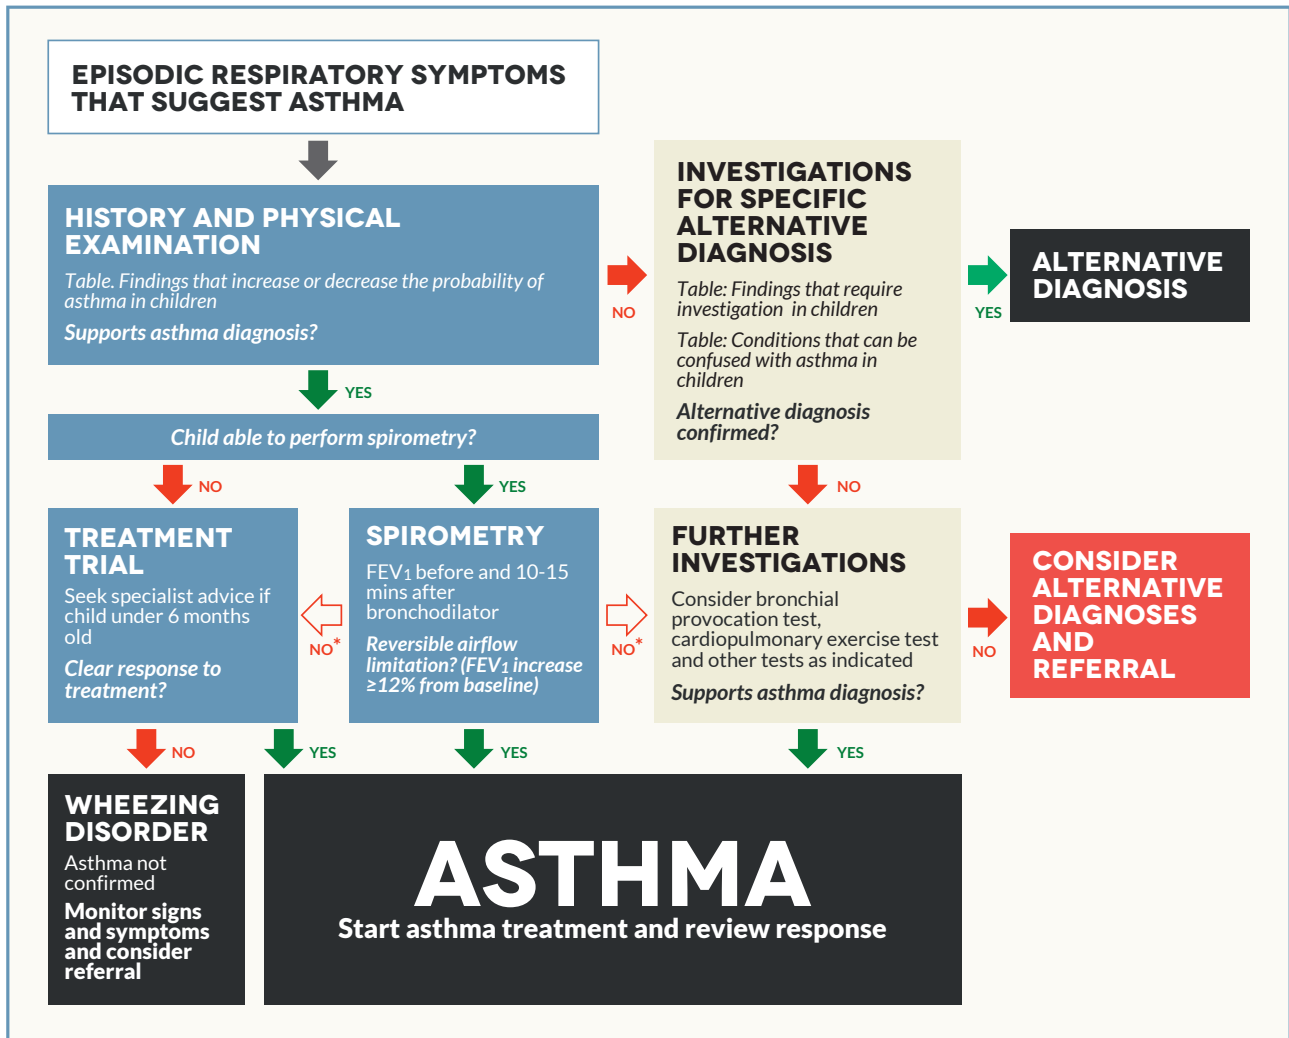 EPISODIC RESPIRATORY SYMPTOMS
THAT SUGGEST ASTHMA
HISTORY AND PHYSICAL
EXAMINATION
Table. Findings that increase or decrease the probability of
asthma in children
Supports asthma diagnosis?
NO
INVESTIGATIONS
FOR SPECIFIC
ALTERNATIVE
DIAGNOSIS
Table: Findings that require
investigation in children
Table: Conditions that can be
confused with asthma in
children
Alternative diagnosis
confirmed?
YES
ALTERNATIVE
DIAGNOSIS
YES
Child able to perform spirometry?
NO
YES
NO
TREATMENT
TRIAL
Seek specialist advice if
child under 6 months
old
Clear response to
treatment?
NO*
SPIROMETRY
FEV1 before and 10-15
mins after
bronchodilator
Reversible airflow
limitation? (FEV1 increase
≥12% from baseline)
NO*
FURTHER
INVESTIGATIONS
Consider bronchial
provocation test,
cardiopulmonary exercise test
and other tests as indicated
Supports asthma diagnosis?
NO
CONSIDER
ALTERNATIVE
DIAGNOSES
AND
REFERRAL
NO
YES
YES
YES
WHEEZING
DISORDER
Asthma not
confirmed
Monitor signs
and symptoms
and consider
referral
ASTHMA
Start asthma treatment and review response